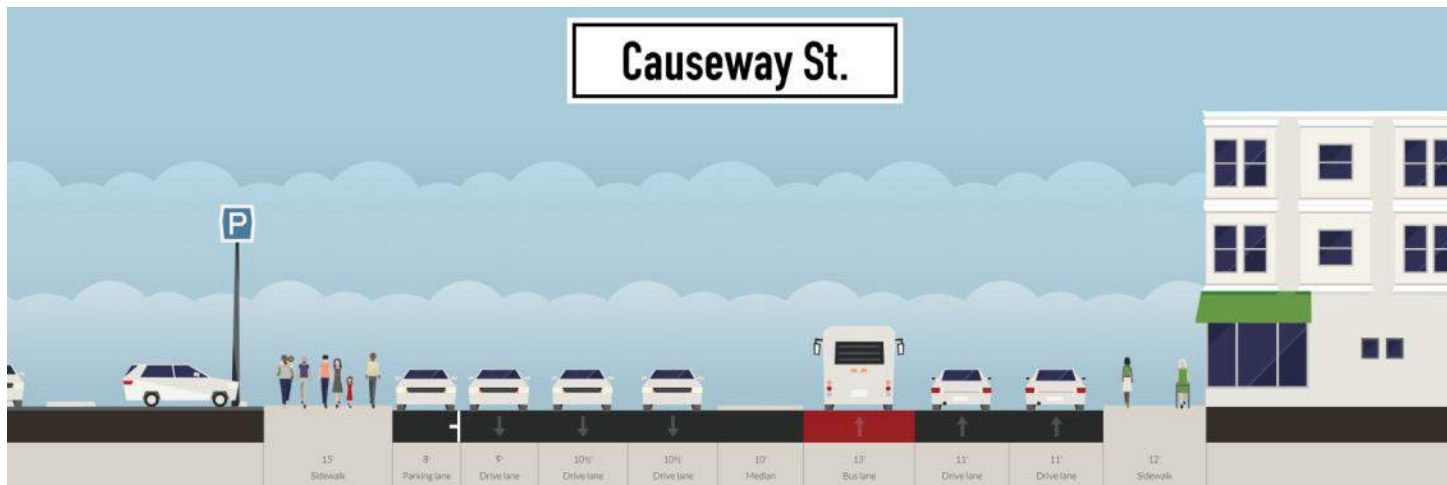 Causeway St.
P
15'
Sidewalk
8'
Parking lane
9'
Drive lane
10½'
Drive lane
10½'
Drive lane
10'
Median
13'
Bus lane
11'
Drive lane
11'
Drive lane
12'
Sidewalk